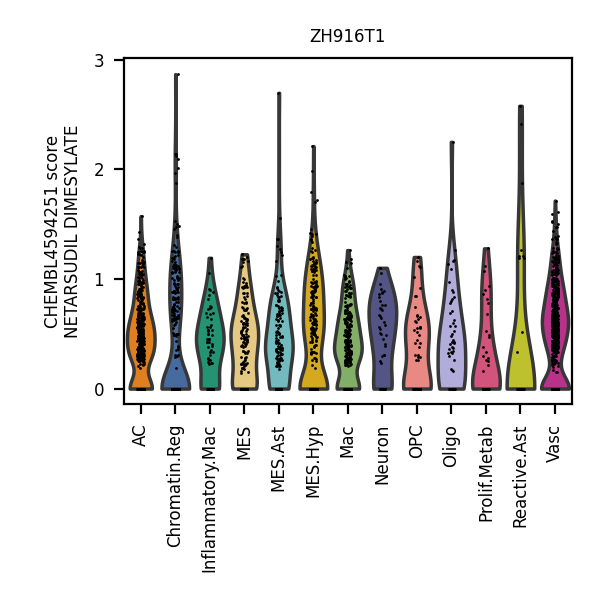 ZH916T1
CHEMBL4594251 score
NETARSUDIL DIMESYLATE
3
2
1
0
AC
Chromatin.Reg
Inflammatory.Mac
MES
MES.Ast
MES.Hyp
Mac
Neuron
OPC
Oligo
Prolif.Metab
Reactive.Ast
Vasc